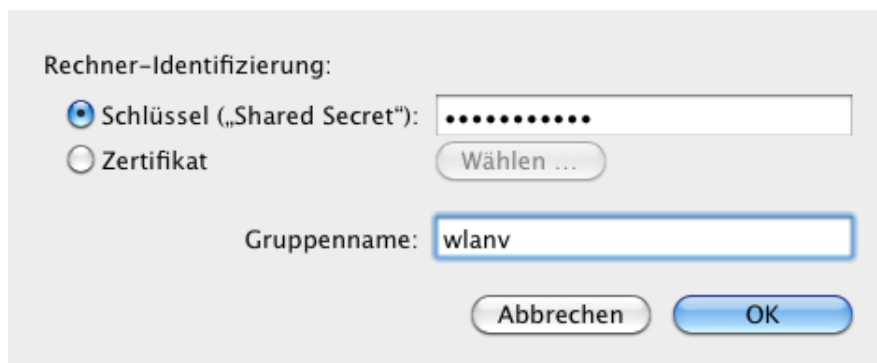 Rechner-Identifizierung:
Schlüssel („Shared Secret“): •••••••••••
Zertifikat Wählen ...
Gruppenname: wlanv
Abbrechen OK